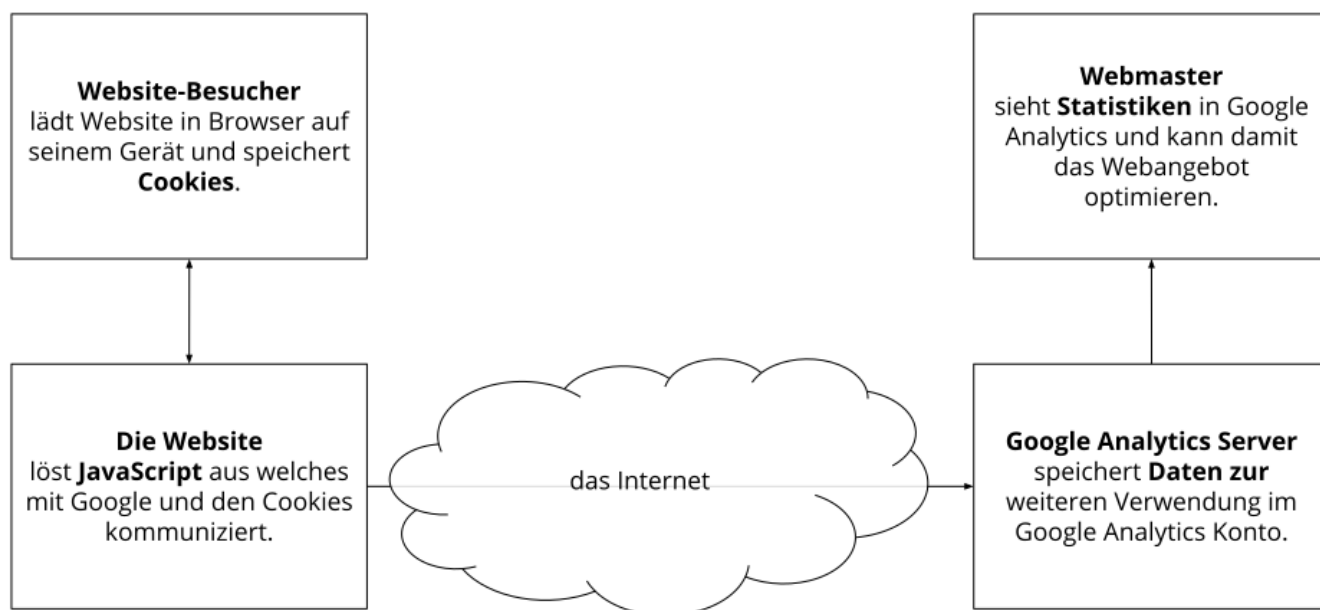 Website-Besucher
lädt Website in Browser auf
seinem Gerät und speichert
Cookies.
Webmaster
sieht Statistiken in Google
Analytics und kann damit
das Webangebot
optimieren.
Die Website
löst JavaScript aus welches
mit Google und den Cookies
kommuniziert.
das Internet
Google Analytics Server
speichert Daten zur
weiteren Verwendung im
Google Analytics Konto.